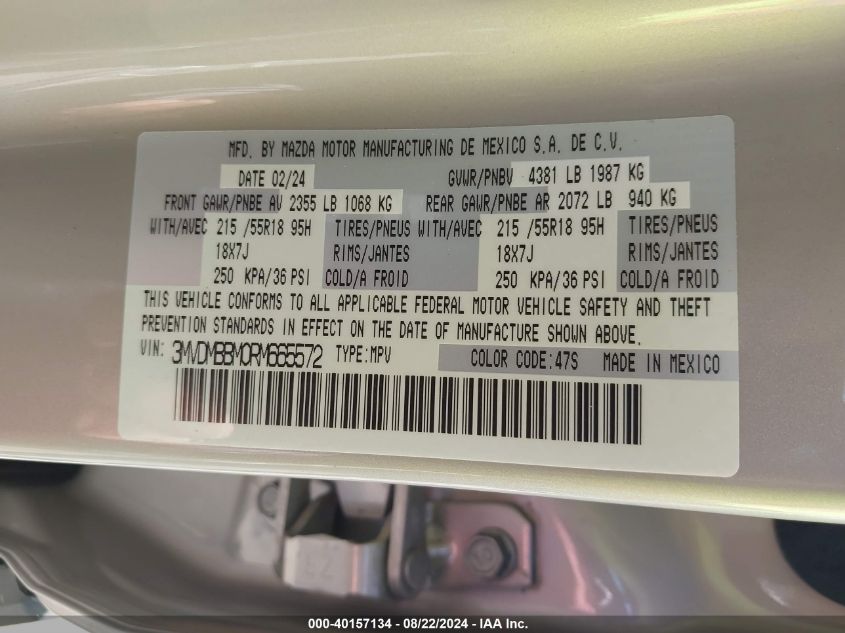 MFD. BY MAZDA MOTOR MANUFACTURING DE MEXICO S.A. DE C.V.
DATE 02/24 GVWR/PNBV 4381 LB 1987 KG
FRONT GAWR/PNBE AV 2355 LB 1068 KG REAR GAWR/PNBE AR 2072 LB 940 KG
WITH/AVEC 215 /55R18 95H TIRES/PNEUS WITH/AVEC 215 /55R18 95H TIRES/PNEUS
18X7J RIMS/JANTES 18X7J RIMS/JANTES
250 KPA/36 PSI COLD/A FROID 250 KPA/36 PSI COLD/A FROID
THIS VEHICLE CONFORMS TO ALL APPLICABLE FEDERAL MOTOR VEHICLE SAFETY AND THEFT
PREVENTION STANDARDS IN EFFECT ON THE DATE OF MANUFACTURE SHOWN ABOVE.
VIN: 3MVDMBBM0RM665572 TYPE:MPV COLOR CODE:47S MADE IN MEXICO
000-40157134 - 08/22/2024 - IAA Inc.